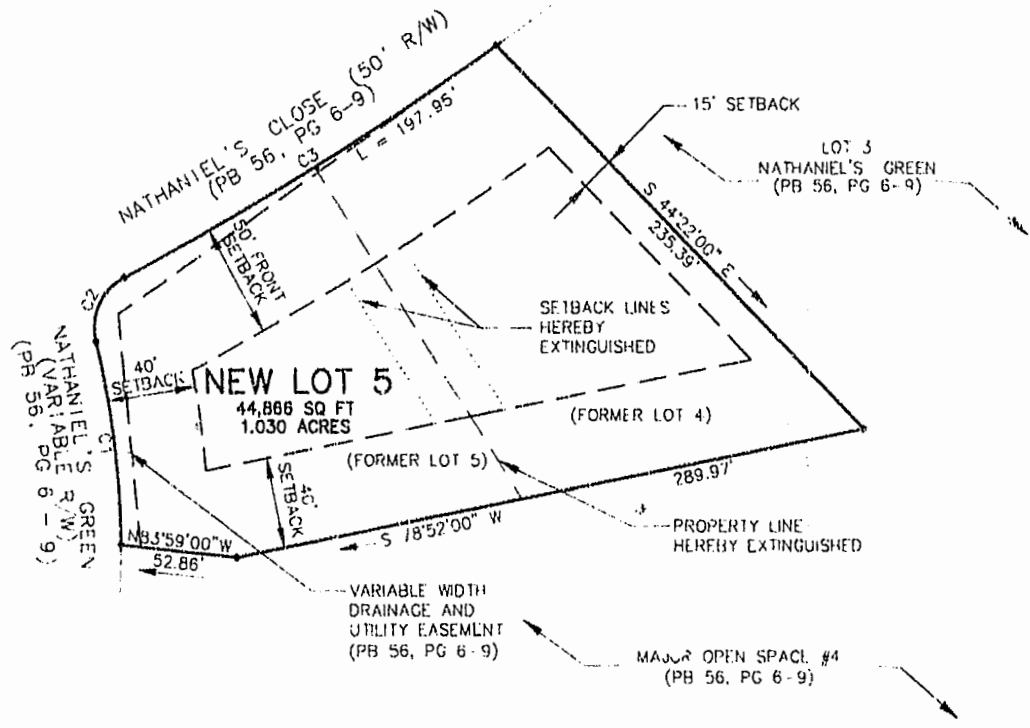 NATHANIEL'S CLOSE (50' R/W)
(PB 56, PG 6-9)
C3
L = 197.95'
15' SETBACK
LOT 3
NATHANIEL'S GREEN
(PB 56, PG 6-9)
S 44°22'00" E
235.39'
50' FRONT
SETBACK
C2
SETBACK LINES
HEREBY
EXTINGUISHED
NATHANIEL'S GREEN
(VARIABLE R/W)
(PB 56, PG 6-9)
40'
SETBACK
NEW LOT 5
44,866 SQ FT
1.030 ACRES
C1
(FORMER LOT 4)
(FORMER LOT 5)
40'
SETBACK
289.97'
S 78°52'00" W
PROPERTY LINE
HEREBY EXTINGUISHED
N83°59'00"W
52.86'
VARIABLE WIDTH
DRAINAGE AND
UTILITY EASEMENT
(PB 56, PG 6-9)
MAJOR OPEN SPACE #4
(PB 56, PG 6-9)